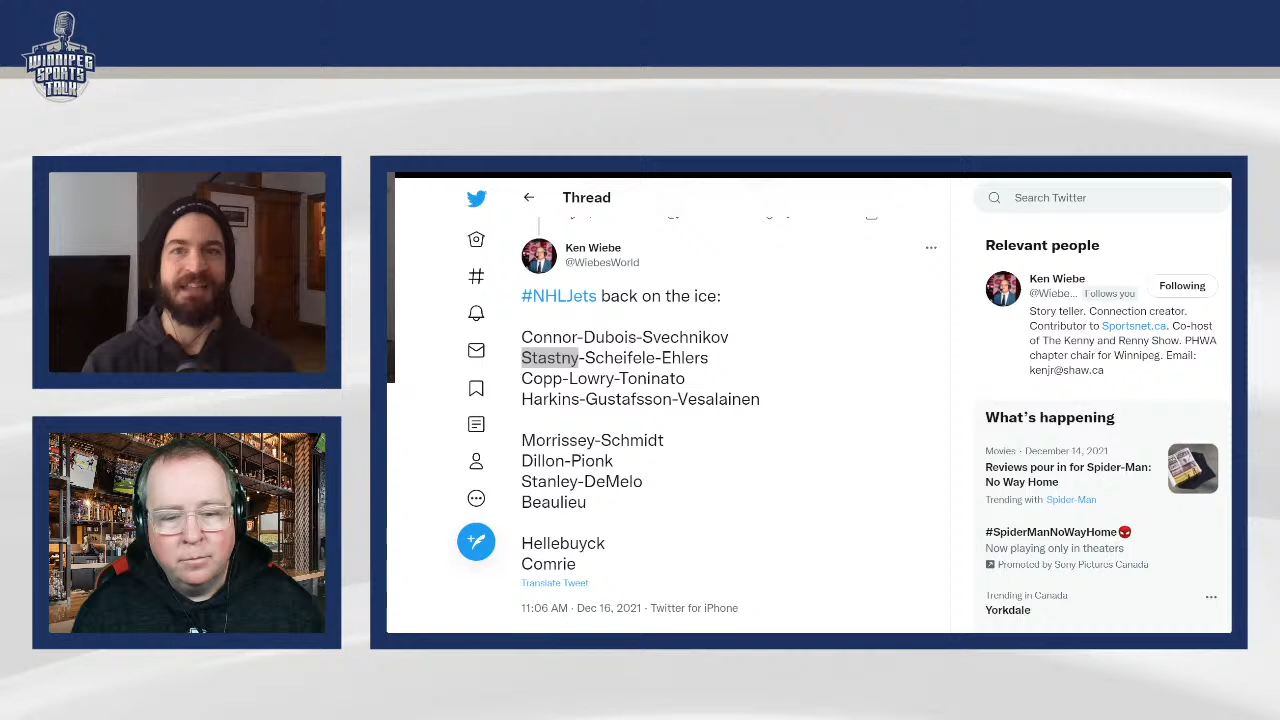 WINNIPEG
SPORTS
TALK
Thread
Ken Wiebe
@WiebesWorld
#NHLJets back on the ice:
Connor-Dubois-Svechnikov
Stastny-Scheifele-Ehlers
Copp-Lowry-Toninato
Harkins-Gustafsson-Vesalainen
Morrissey-Schmidt
Dillon-Pionk
Stanley-DeMelo
Beaulieu
Hellebuyck
Comrie
Translate Tweet
11:06 AM · Dec 16, 2021 · Twitter for iPhone
Search Twitter
Relevant people
Ken Wiebe
@Wiebe... Follows you
Following
Story teller. Connection creator.
Contributor to Sportsnet.ca. Co-host
of The Kenny and Renny Show. PHWA
chapter chair for Winnipeg. Email:
kenjr@shaw.ca
What's happening
Movies · December 14, 2021
Reviews pour in for Spider-Man:
No Way Home
Trending with Spider-Man
#SpiderManNoWayHome
Now playing only in theaters
Promoted by Sony Pictures Canada
Trending in Canada
Yorkdale